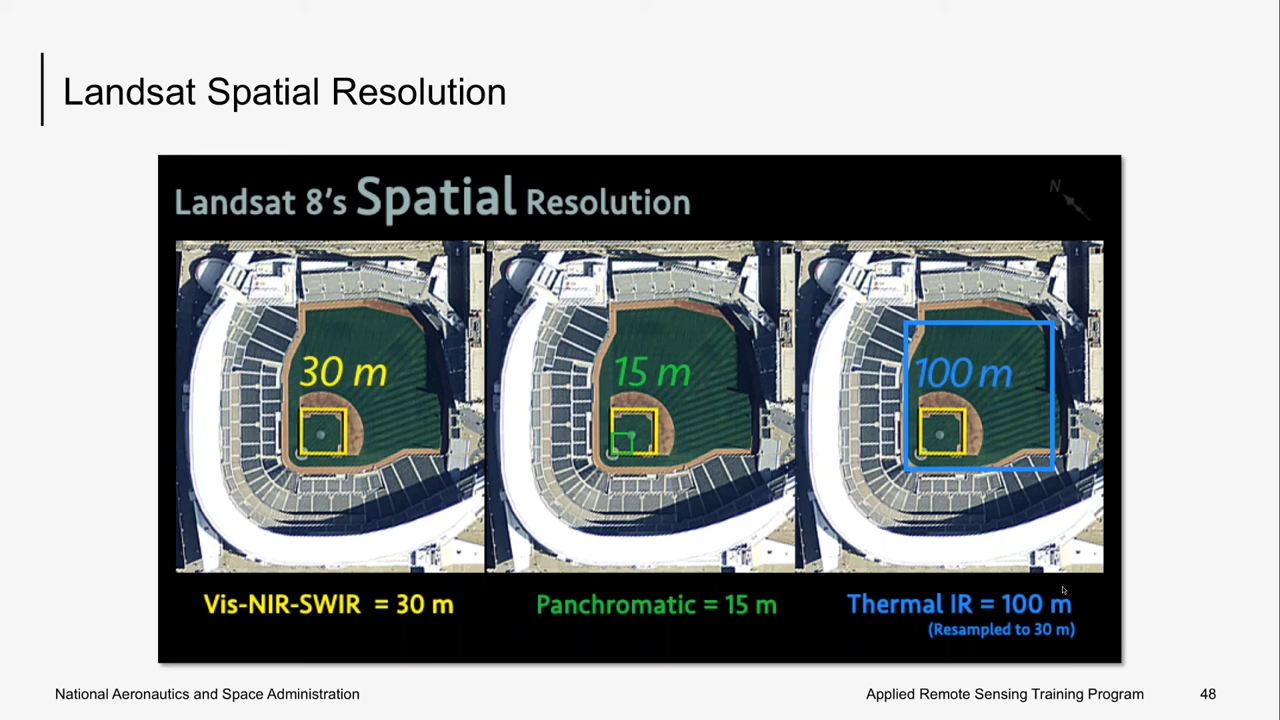 Landsat Spatial Resolution
Landsat 8's Spatial Resolution
N
30 m
15 m
100 m
Vis-NIR-SWIR = 30 m
Panchromatic = 15 m
Thermal IR = 100 m
(Resampled to 30 m)
National Aeronautics and Space Administration
Applied Remote Sensing Training Program
48